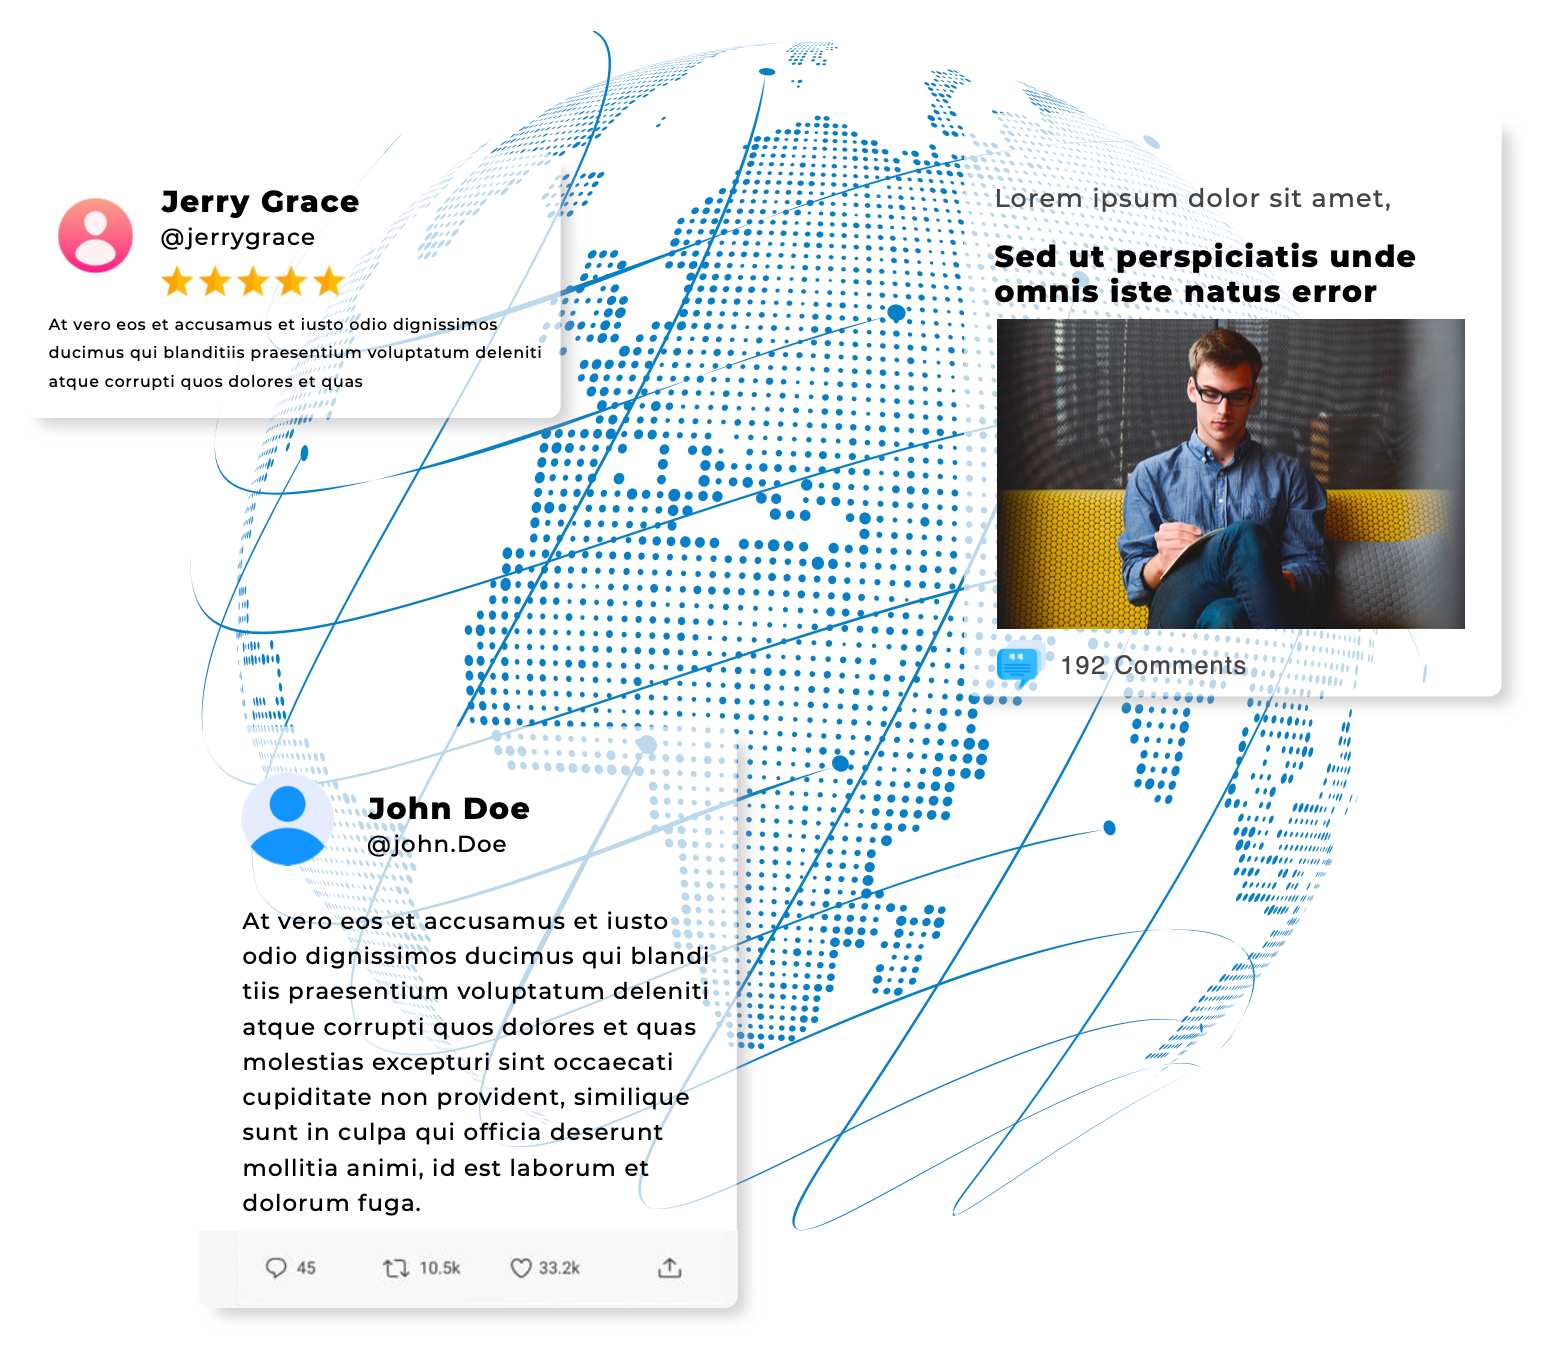 Jerry Grace
@jerrygrace
At vero eos et accusamus et iusto odio dignissimos
ducimus qui blanditiis praesentium voluptatum deleniti
atque corrupti quos dolores et quas
Lorem ipsum dolor sit amet,
Sed ut perspiciatis unde
omnis iste natus error
192 Comments
John Doe
@john.Doe
At vero eos et accusamus et iusto
odio dignissimos ducimus qui blandi
tiis praesentium voluptatum deleniti
atque corrupti quos dolores et quas
molestias excepturi sint occaecati
cupiditate non provident, similique
sunt in culpa qui officia deserunt
mollitia animi, id est laborum et
dolorum fuga.
45 10.5k 33.2k